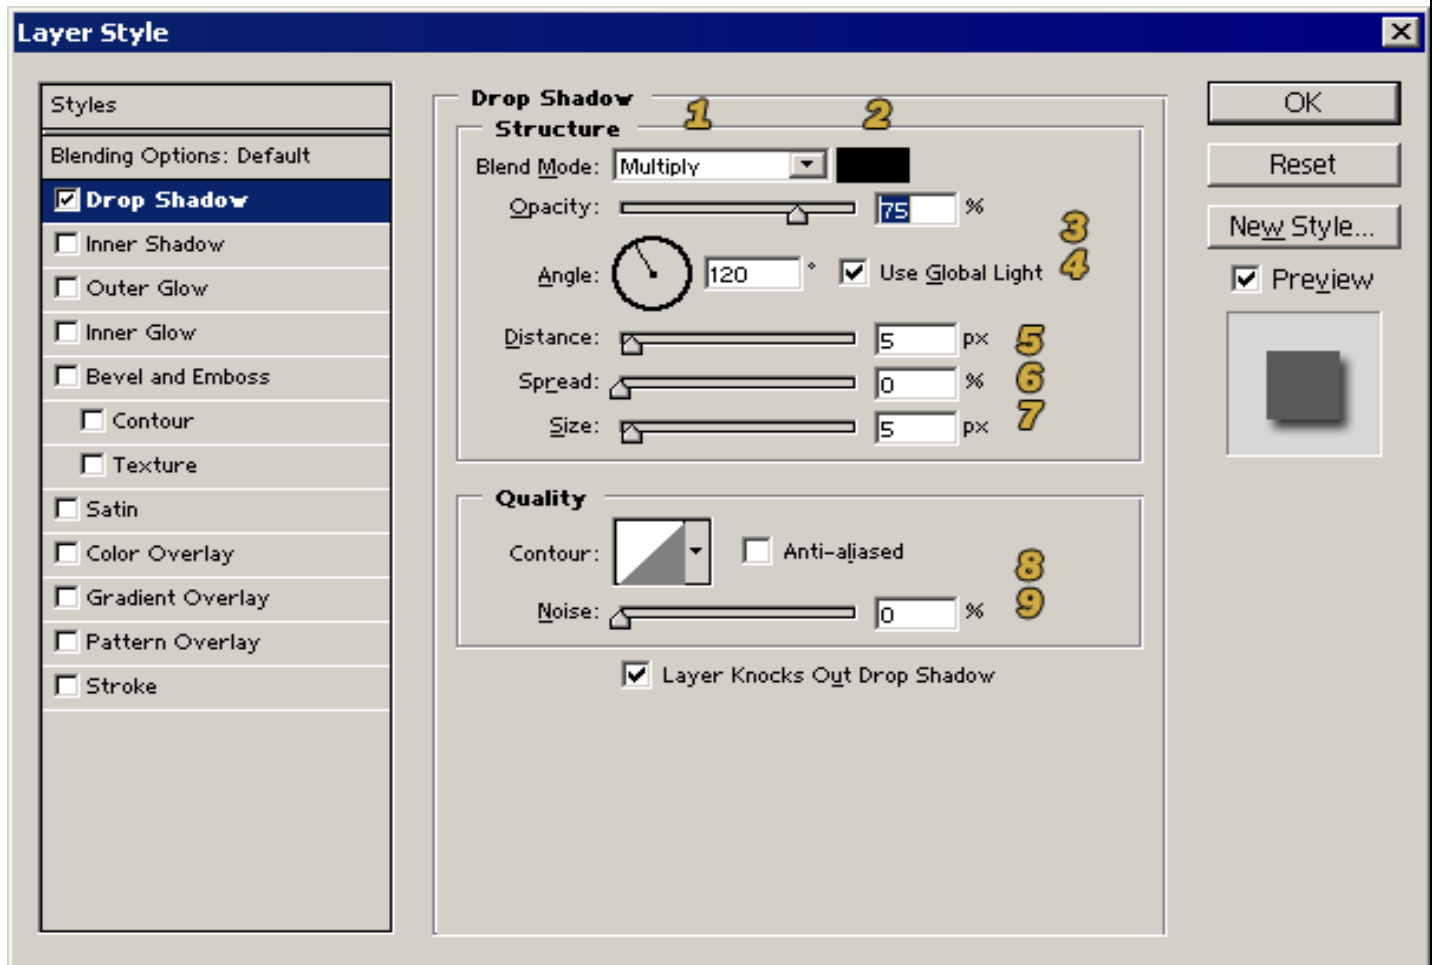 Layer Style
Styles
Blending Options: Default
Drop Shadow
Inner Shadow
Outer Glow
Inner Glow
Bevel and Emboss
Contour
Texture
Satin
Color Overlay
Gradient Overlay
Pattern Overlay
Stroke
Drop Shadow 1 2
Structure
Blend Mode: Multiply
Opacity: 75 % 3
Angle: 120 ° Use Global Light 4
Distance: 5 px 5
Spread: 0 % 6
Size: 5 px 7
Quality
Contour: Anti-aliased 8
Noise: 0 % 9
Layer Knocks Out Drop Shadow
OK
Reset
New Style...
Preview